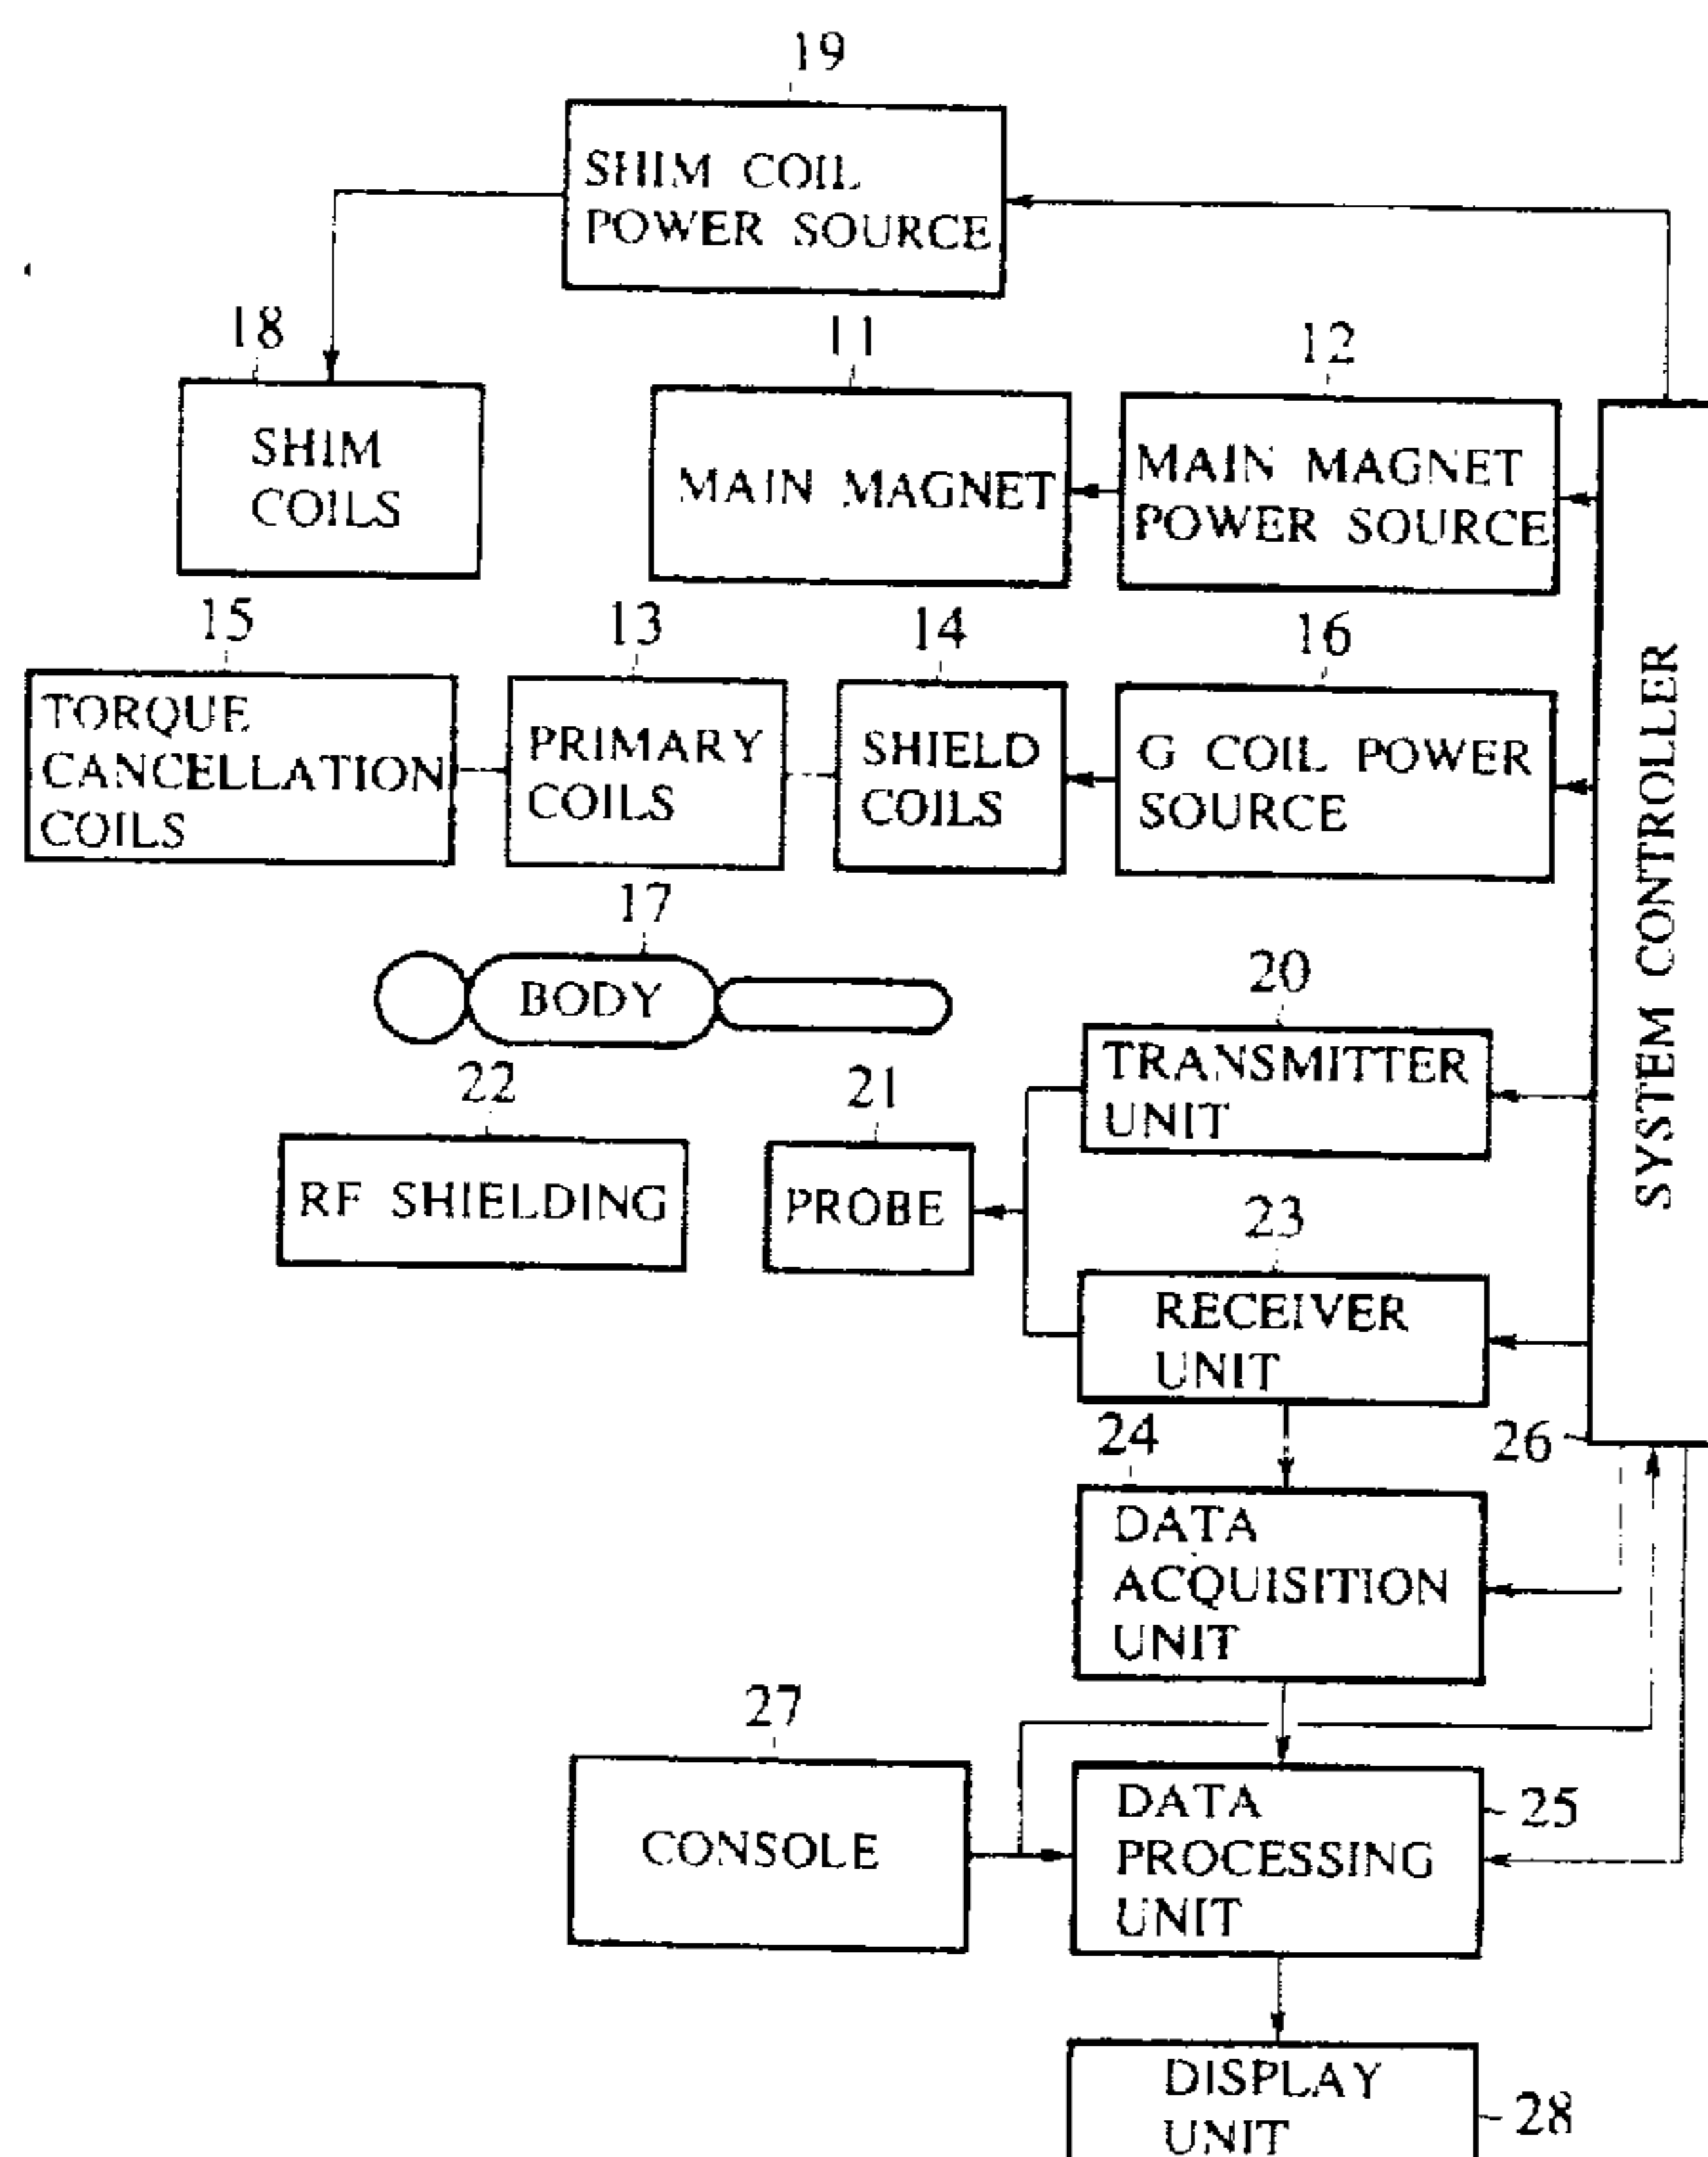 19
SHIM COIL
POWER SOURCE
18
SHIM
COILS
11
MAIN MAGNET
12
MAIN MAGNET
POWER SOURCE
15
TORQUE
CANCELLATION
COILS
13
PRIMARY
COILS
14
SHIELD
COILS
16
G COIL POWER
SOURCE
SYSTEM CONTROLLER
17
BODY
20
TRANSMITTER
UNIT
22
RF SHIELDING
21
PROBE
23
RECEIVER
UNIT
26
24
DATA
ACQUISITION
UNIT
27
CONSOLE
DATA
PROCESSING
UNIT
25
DISPLAY
UNIT
28